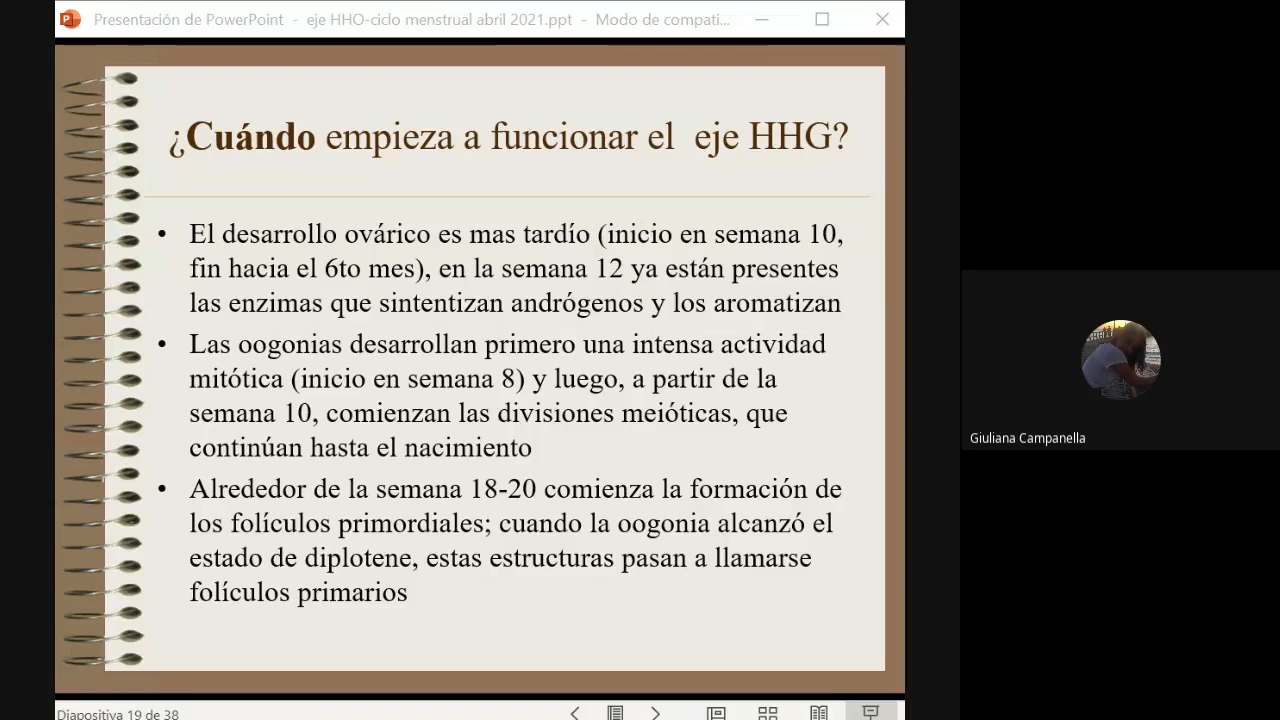 Presentación de PowerPoint - eje HHO-ciclo menstrual abril 2021.ppt - Modo de compati...
¿Cuándo empieza a funcionar el eje HHG?
• El desarrollo ovárico es mas tardío (inicio en semana 10,
fin hacia el 6to mes), en la semana 12 ya están presentes
las enzimas que sintentizan andrógenos y los aromatizan
• Las oogonias desarrollan primero una intensa actividad
mitótica (inicio en semana 8) y luego, a partir de la
semana 10, comienzan las divisiones meióticas, que
continúan hasta el nacimiento
• Alrededor de la semana 18-20 comienza la formación de
los folículos primordiales; cuando la oogonia alcanzó el
estado de diplotene, estas estructuras pasan a llamarse
folículos primarios
Giuliana Campanella
Diapositiva 19 de 38